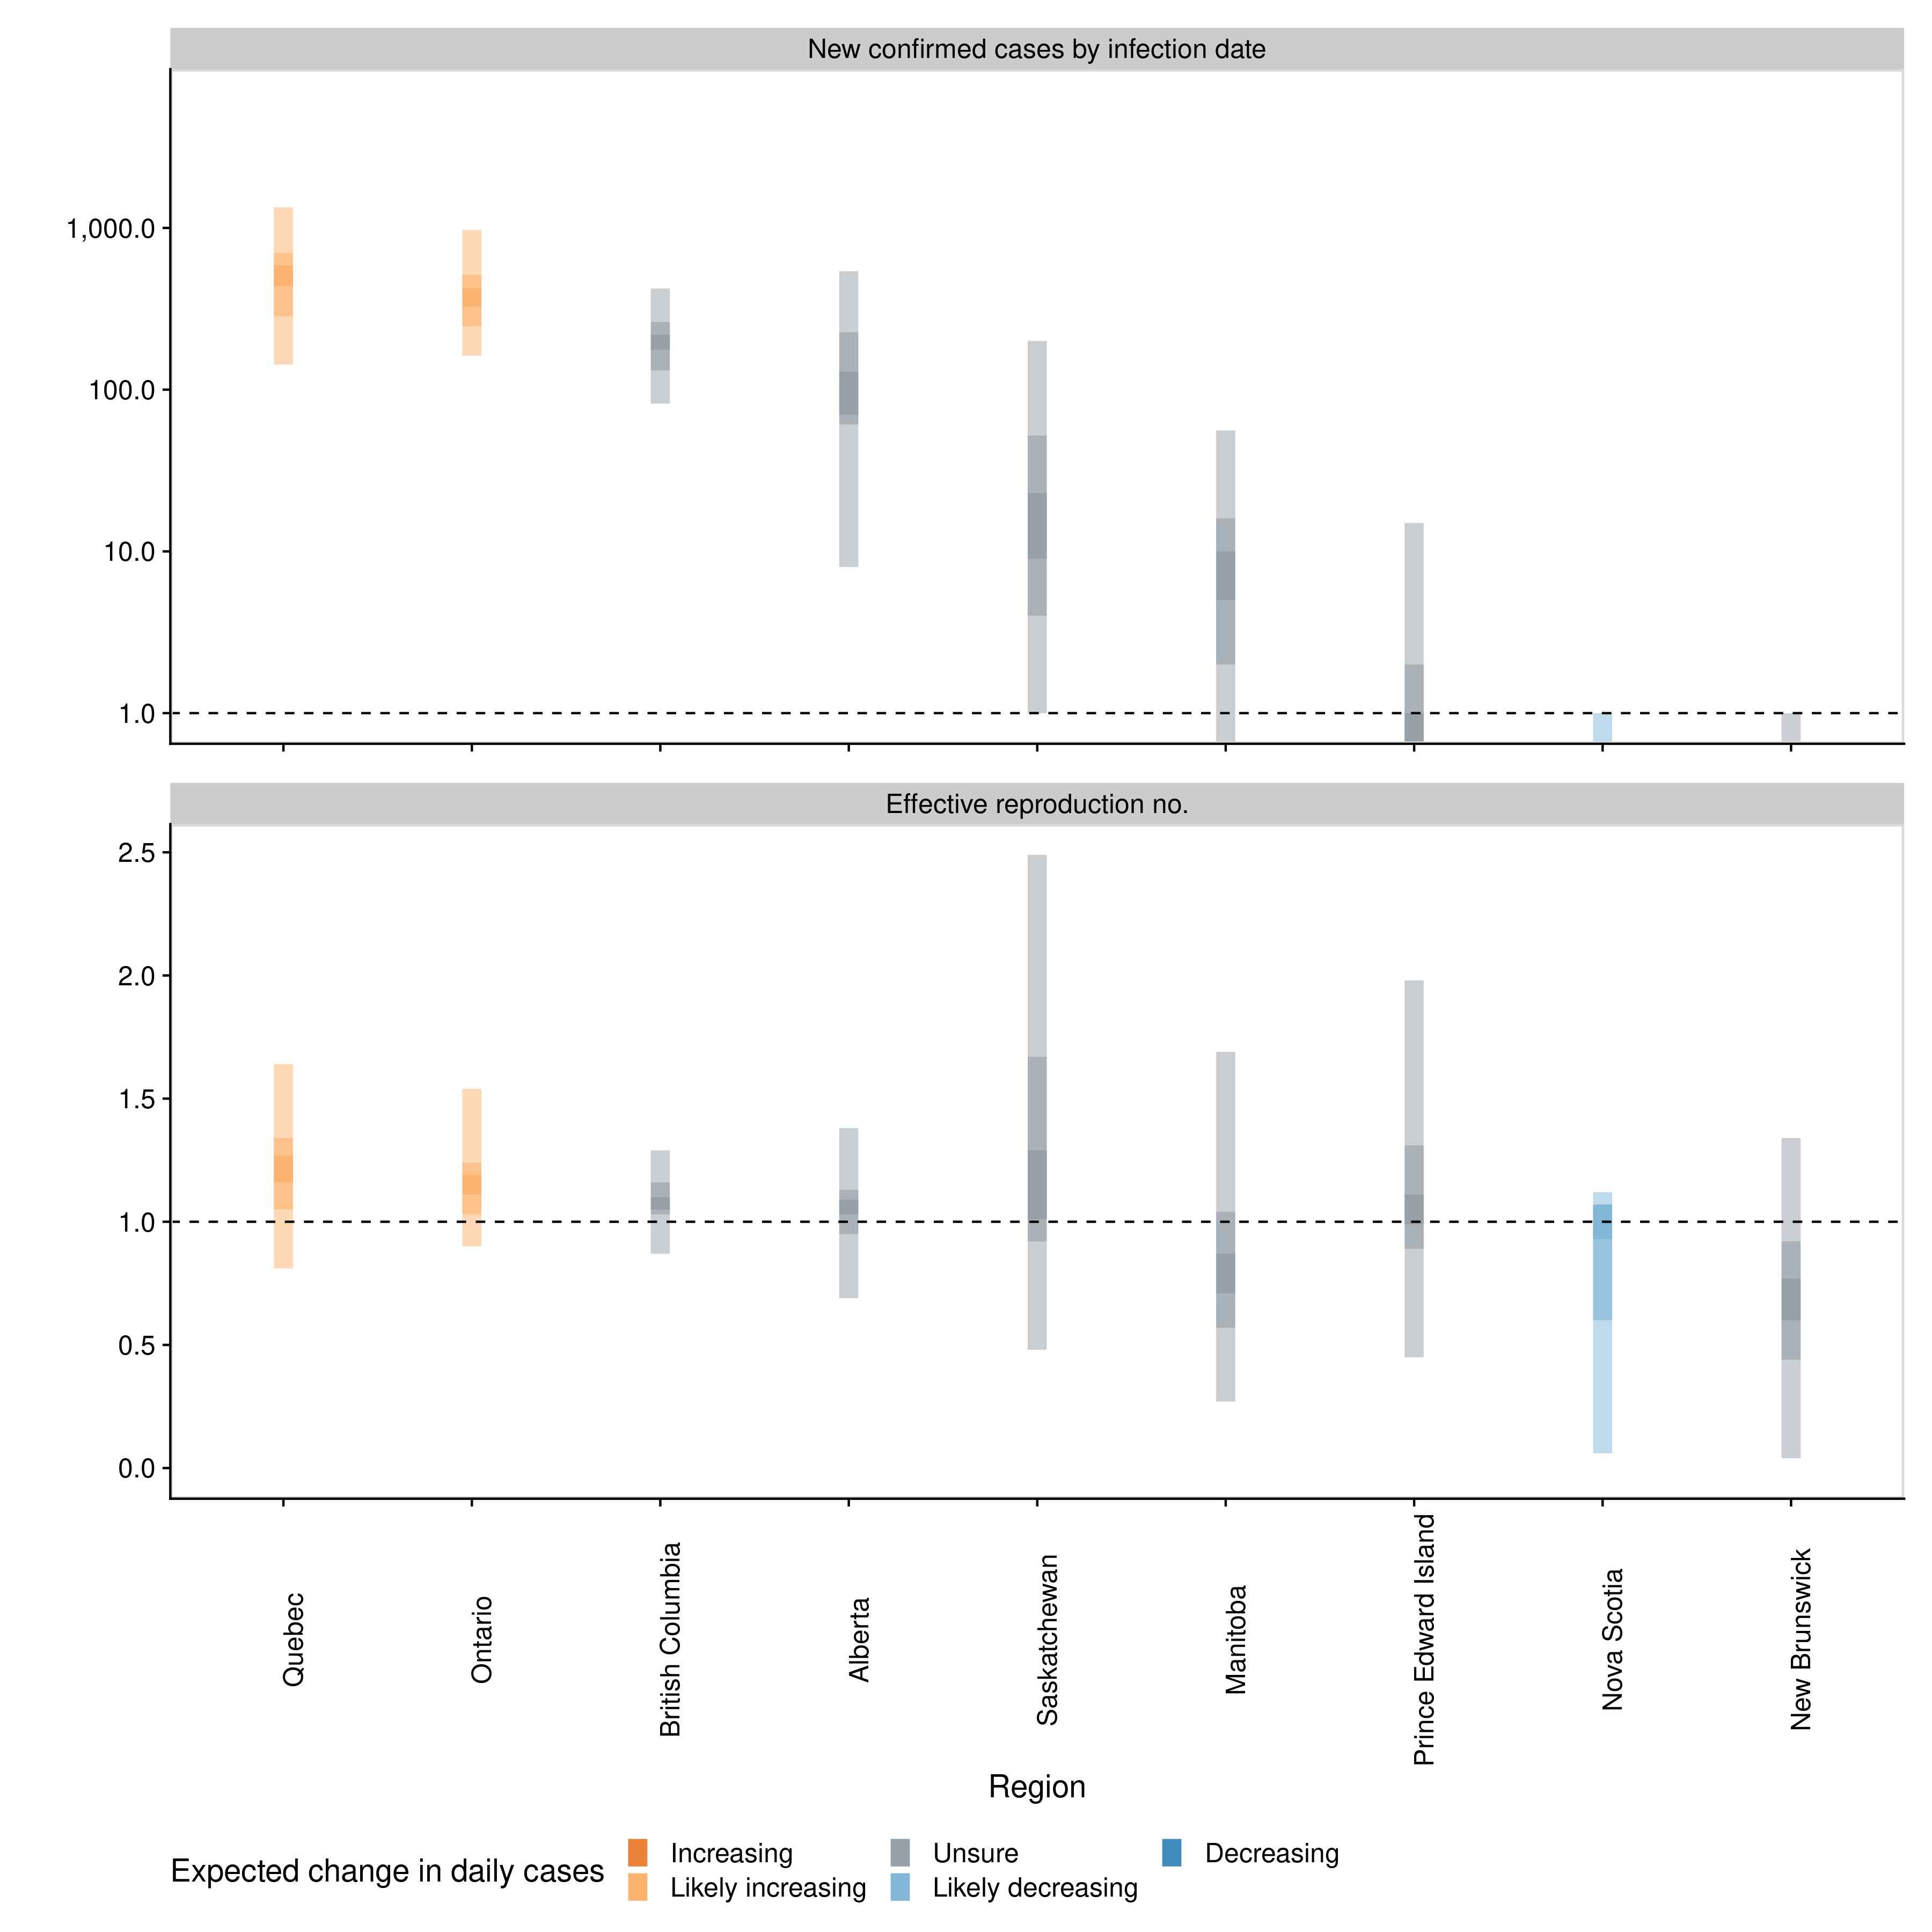 New confirmed cases by infection date
1,000.0
100.0
10.0
1.0
Effective reproduction no.
2.5
2.0
1.5
1.0
0.5
0.0
Quebec
Ontario
British Columbia
Alberta
Saskatchewan
Manitoba
Prince Edward Island
Nova Scotia
New Brunswick
Region
Expected change in daily cases
Increasing
Likely increasing
Unsure
Likely decreasing
Decreasing